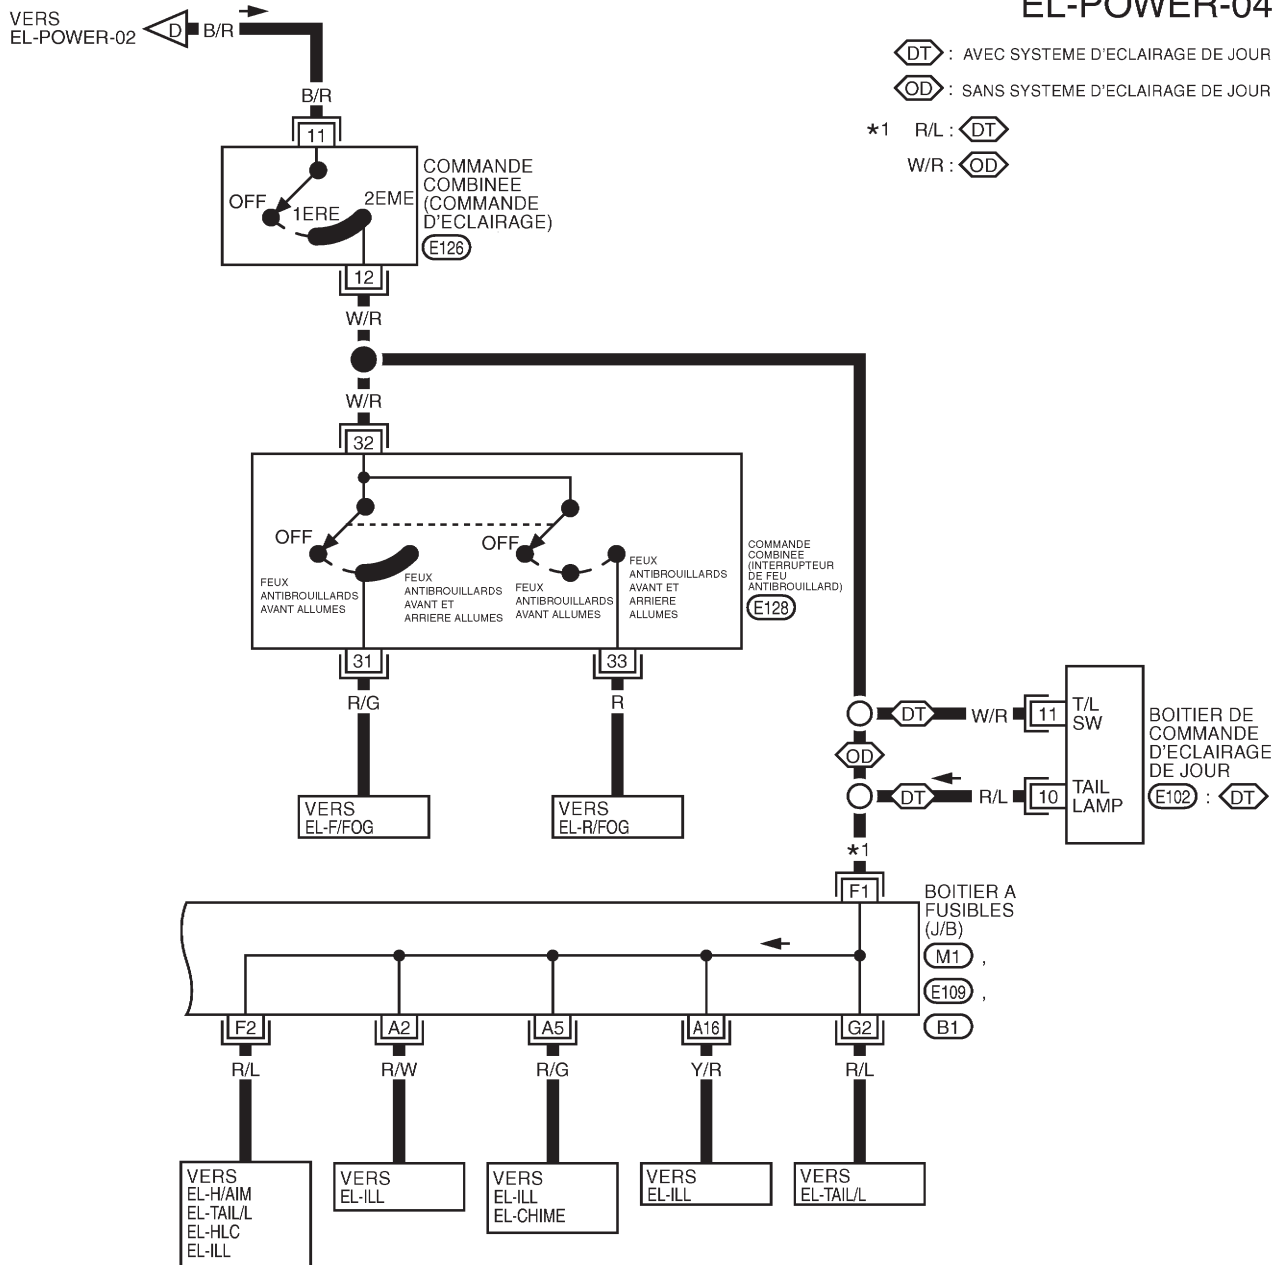 EL-POWER-04
VERS
EL-POWER-02
D
B/R
DT : AVEC SYSTEME D'ECLAIRAGE DE JOUR
OD : SANS SYSTEME D'ECLAIRAGE DE JOUR
*1 R/L : DT
W/R : OD
B/R
11
OFF
1ERE
2EME
COMMANDE
COMBINEE
(COMMANDE
D'ECLAIRAGE)
E126
12
W/R
W/R
32
OFF
FEUX
ANTIBROUILLARDS
AVANT ALLUMES
FEUX
ANTIBROUILLARDS
AVANT ET
ARRIERE ALLUMES
OFF
FEUX
ANTIBROUILLARDS
AVANT ALLUMES
FEUX
ANTIBROUILLARDS
AVANT ET
ARRIERE
ALLUMES
COMMANDE
COMBINEE
(INTERRUPTEUR
DE FEU
ANTIBROUILLARD)
E128
31
R/G
VERS
EL-F/FOG
33
R
VERS
EL-R/FOG
DT
W/R
11
T/L
SW
OD
DT
R/L
10
TAIL
LAMP
BOITIER DE
COMMANDE
D'ECLAIRAGE
DE JOUR
E102 : DT
*1
F1
BOITIER A
FUSIBLES
(J/B)
M1 ,
E109 ,
B1
F2
A2
A5
A16
G2
R/L
R/W
R/G
Y/R
R/L
VERS
EL-H/AIM
EL-TAIL/L
EL-HLC
EL-ILL
VERS
EL-ILL
VERS
EL-ILL
EL-CHIME
VERS
EL-ILL
VERS
EL-TAIL/L